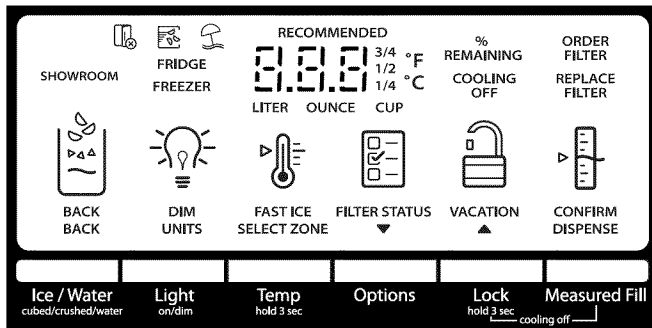 RECOMMENDED
SHOWROOM
FRIDGE
FREEZER
8.8.8
3/4
1/2
1/4
°F
°C
LITER OUNCE CUP
%
REMAINING
COOLING
OFF
ORDER
FILTER
REPLACE
FILTER
BACK
BACK
DIM
UNITS
FAST ICE
SELECT ZONE
FILTER STATUS
VACATION
CONFIRM
DISPENSE
Ice / Water
cubed/crushed/water
Light
on/dim
Temp
hold 3 sec
Options
Lock
hold 3 sec
Measured Fill
cooling off